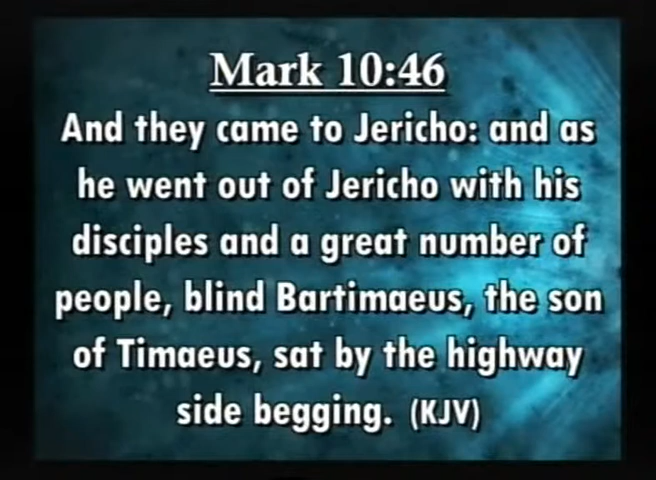 Mark 10:46
And they came to Jericho: and as
he went out of Jericho with his
disciples and a great number of
people, blind Bartimaeus, the son
of Timaeus, sat by the highway
side begging. (KJV)